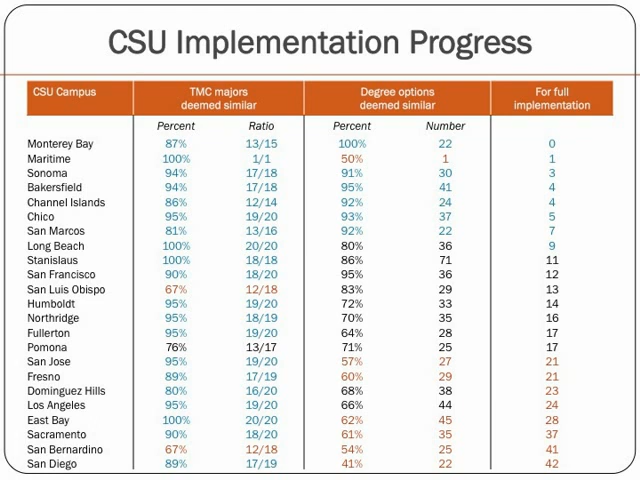 CSU Implementation Progress
CSU Campus TMC majors deemed similar Degree options deemed similar For full implementation
Percent Ratio Percent Number
Monterey Bay 87% 13/15 100% 22 0
Maritime 100% 1/1 50% 1 1
Sonoma 94% 17/18 91% 30 3
Bakersfield 94% 17/18 95% 41 4
Channel Islands 86% 12/14 92% 24 4
Chico 95% 19/20 93% 37 5
San Marcos 81% 13/16 92% 22 7
Long Beach 100% 20/20 80% 36 9
Stanislaus 100% 18/18 86% 71 11
San Francisco 90% 18/20 95% 36 12
San Luis Obispo 67% 12/18 83% 29 13
Humboldt 95% 19/20 72% 33 14
Northridge 95% 18/19 70% 35 16
Fullerton 95% 19/20 64% 28 17
Pomona 76% 13/17 71% 25 17
San Jose 95% 19/20 57% 27 21
Fresno 89% 17/19 60% 29 21
Dominguez Hills 80% 16/20 68% 38 23
Los Angeles 95% 19/20 66% 44 24
East Bay 100% 20/20 62% 45 28
Sacramento 90% 18/20 61% 35 37
San Bernardino 67% 12/18 54% 25 41
San Diego 89% 17/19 41% 22 42